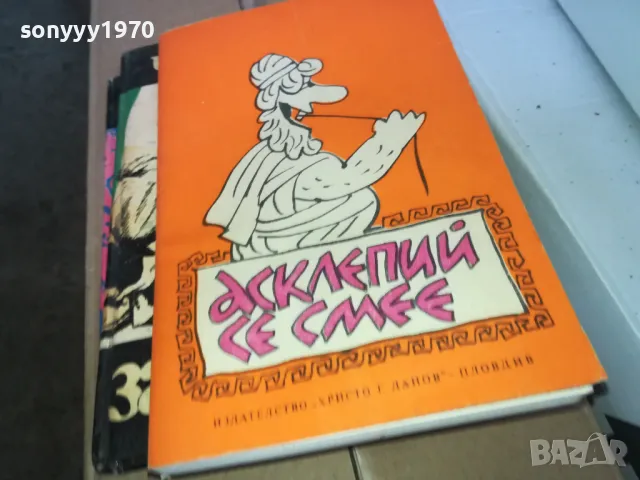 sonyyy1970
АСКЛЕПИЙ
СЕ СМЕЕ
ИЗДАТЕЛСТВО „ХРИСТО Г. ДАНОВ" - ПЛОВДИВ
BAZAR